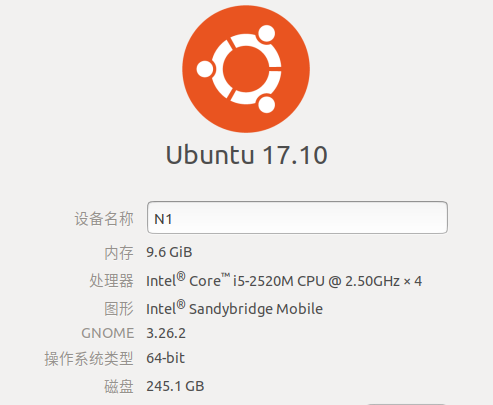 Ubuntu 17.10
设备名称 N1
内存 9.6 GiB
处理器 Intel® Core™ i5-2520M CPU @ 2.50GHz × 4
图形 Intel® Sandybridge Mobile
GNOME 3.26.2
操作系统类型 64-bit
磁盘 245.1 GB